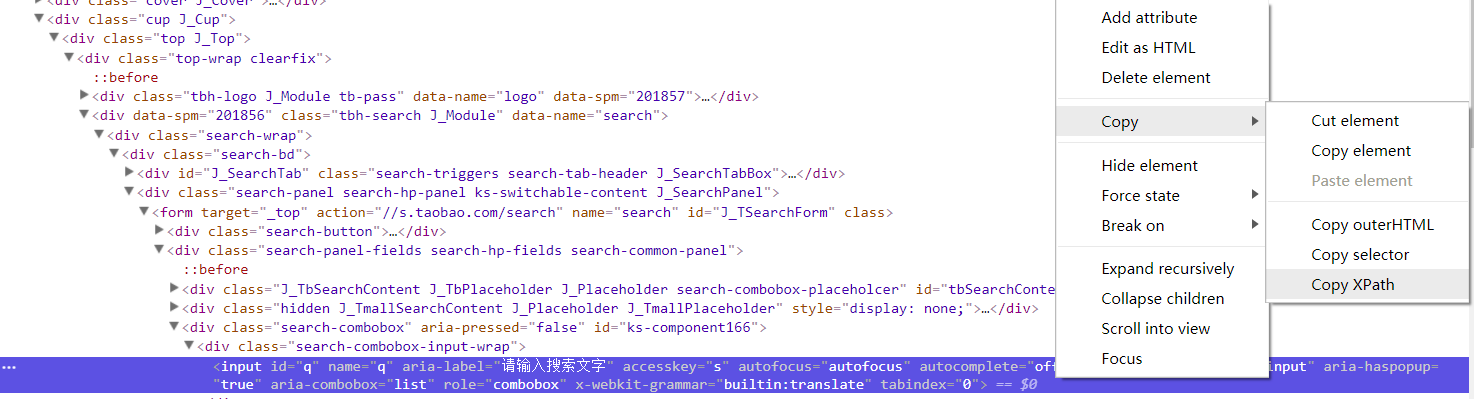 <div class="cover J_Cover">…</div>
<div class="cup J_Cup">
<div class="top J_Top">
<div class="top-wrap clearfix">
::before
<div class="tbh-logo J_Module tb-pass" data-name="logo" data-spm="201857">…</div>
<div data-spm="201856" class="tbh-search J_Module" data-name="search">
<div class="search-wrap">
<div class="search-bd">
<div id="J_SearchTab" class="search-triggers search-tab-header J_SearchTabBox">…</div>
<div class="search-panel search-hp-panel ks-switchable-content J_SearchPanel">
<form target="_top" action="//s.taobao.com/search" name="search" id="J_TSearchForm" class>
<div class="search-button">…</div>
<div class="search-panel-fields search-hp-fields search-common-panel">
::before
<div class="J_TbSearchContent J_TbPlaceholder J_Placeholder search-combobox-placeholcer" id="tbSearchConte
<div class="hidden J_TmallSearchContent J_Placeholder J_TmallPlaceholder" style="display: none;">…</div>
<div class="search-combobox" aria-pressed="false" id="ks-component166">
<div class="search-combobox-input-wrap">
… <input id="q" name="q" aria-label="请输入搜索文字" accesskey="s" autofocus="autofocus" autocomplete="of input" aria-haspopup=
"true" aria-combobox="list" role="combobox" x-webkit-grammar="builtin:translate" tabindex="0"> == $0
Add attribute
Edit as HTML
Delete element
Copy
Hide element
Force state
Break on
Expand recursively
Collapse children
Scroll into view
Focus
Cut element
Copy element
Paste element
Copy outerHTML
Copy selector
Copy XPath